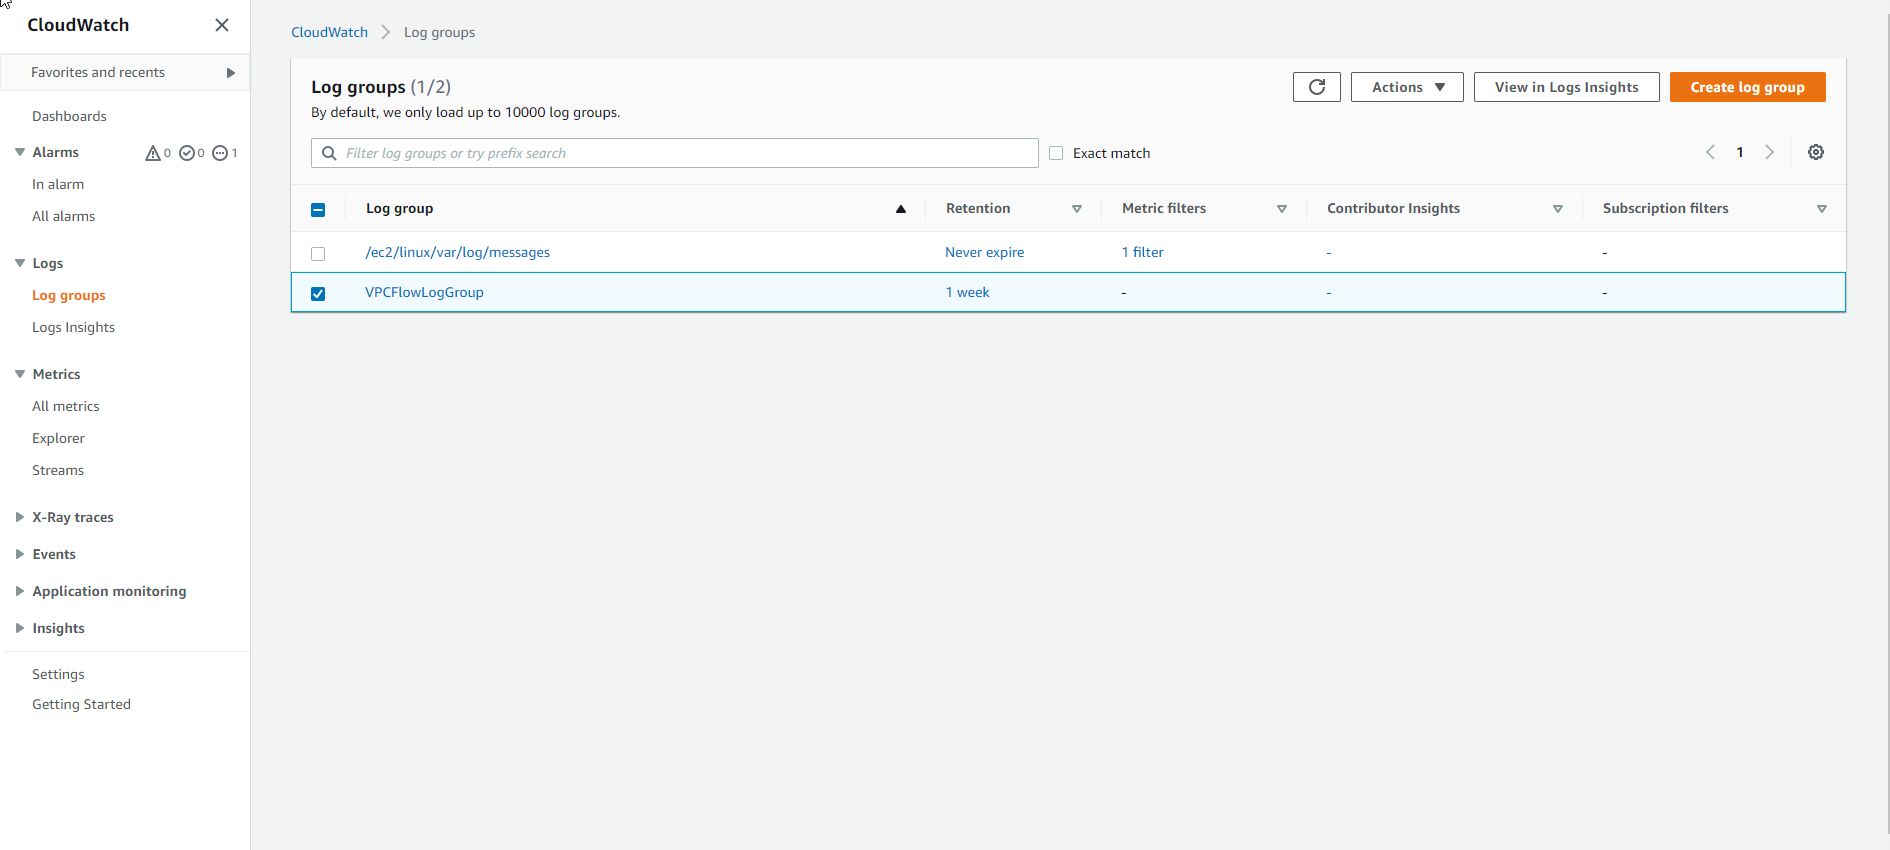 CloudWatch
Favorites and recents
Dashboards
Alarms 0 0 1
In alarm
All alarms
Logs
Log groups
Logs Insights
Metrics
All metrics
Explorer
Streams
X-Ray traces
Events
Application monitoring
Insights
Settings
Getting Started
CloudWatch Log groups
Log groups (1/2)
By default, we only load up to 10000 log groups.
Actions View in Logs Insights Create log group
Filter log groups or try prefix search Exact match 1
Log group Retention Metric filters Contributor Insights Subscription filters
/ec2/linux/var/log/messages Never expire 1 filter - -
VPCFlowLogGroup 1 week - - -